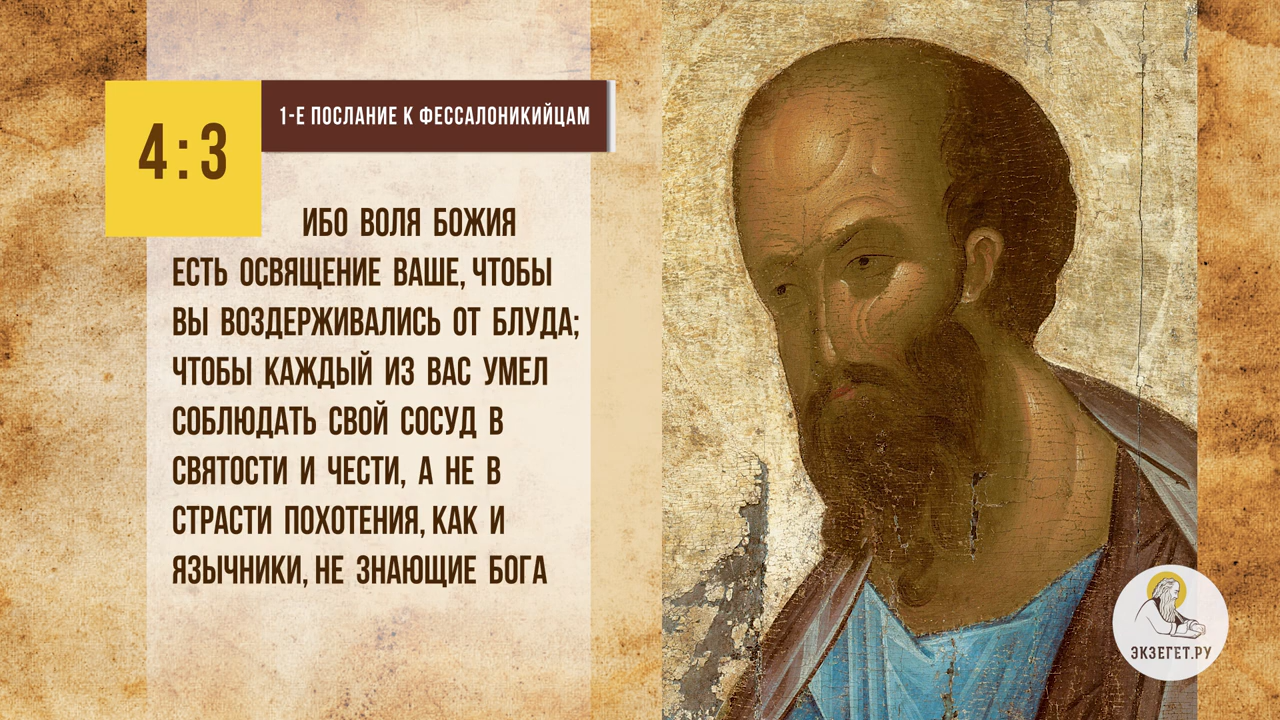 4:3
1-Е ПОСЛАНИЕ К ФЕССАЛОНИКИЙЦАМ
ИБО ВОЛЯ БОЖИЯ
ЕСТЬ ОСВЯЩЕНИЕ ВАШЕ, ЧТОБЫ
ВЫ ВОЗДЕРЖИВАЛИСЬ ОТ БЛУДА;
ЧТОБЫ КАЖДЫЙ ИЗ ВАС УМЕЛ
СОБЛЮДАТЬ СВОЙ СОСУД В
СВЯТОСТИ И ЧЕСТИ, А НЕ В
СТРАСТИ ПОХОТЕНИЯ, КАК И
ЯЗЫЧНИКИ, НЕ ЗНАЮЩИЕ БОГА
ЭКЗЕГЕТ.РУ